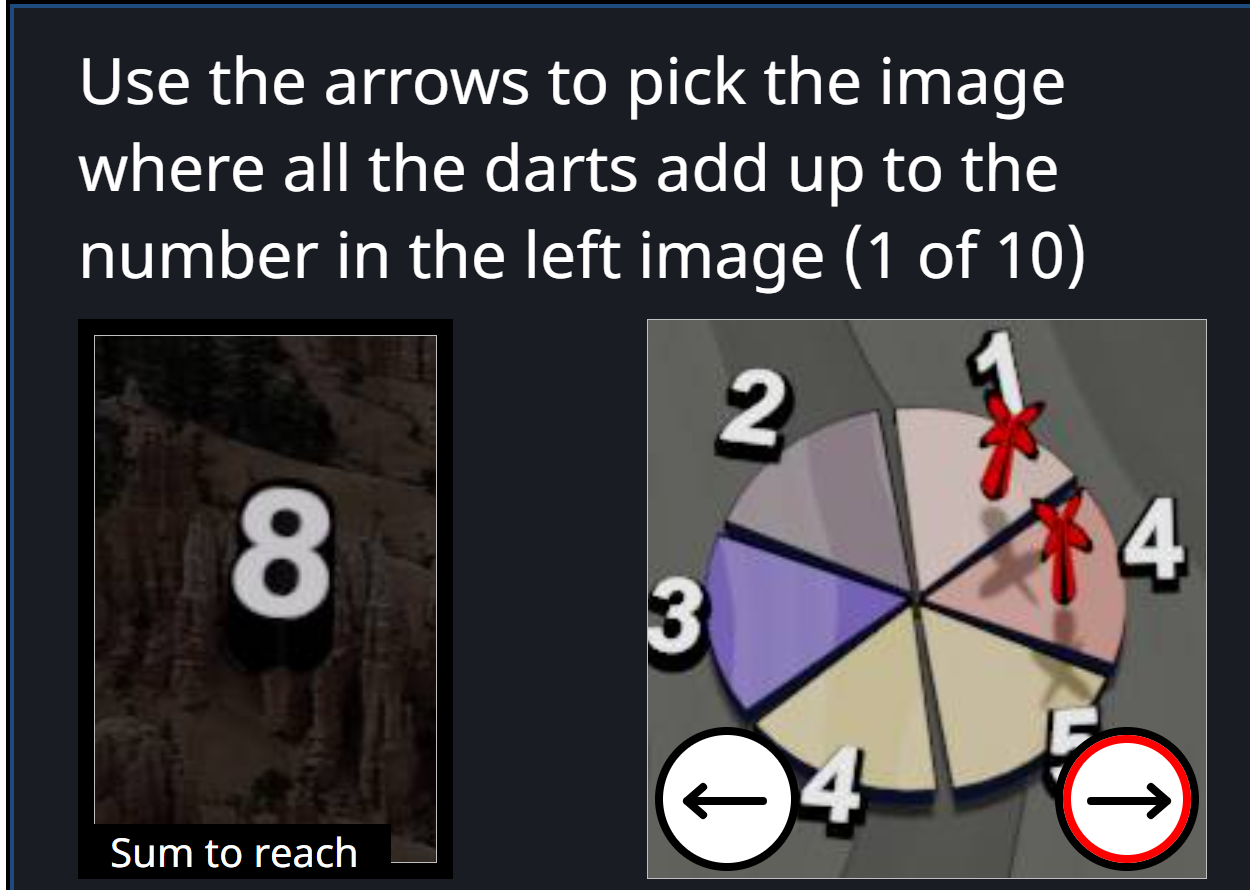 Use the arrows to pick the image
where all the darts add up to the
number in the left image (1 of 10)
8
Sum to reach
1
2
4
3
5
4